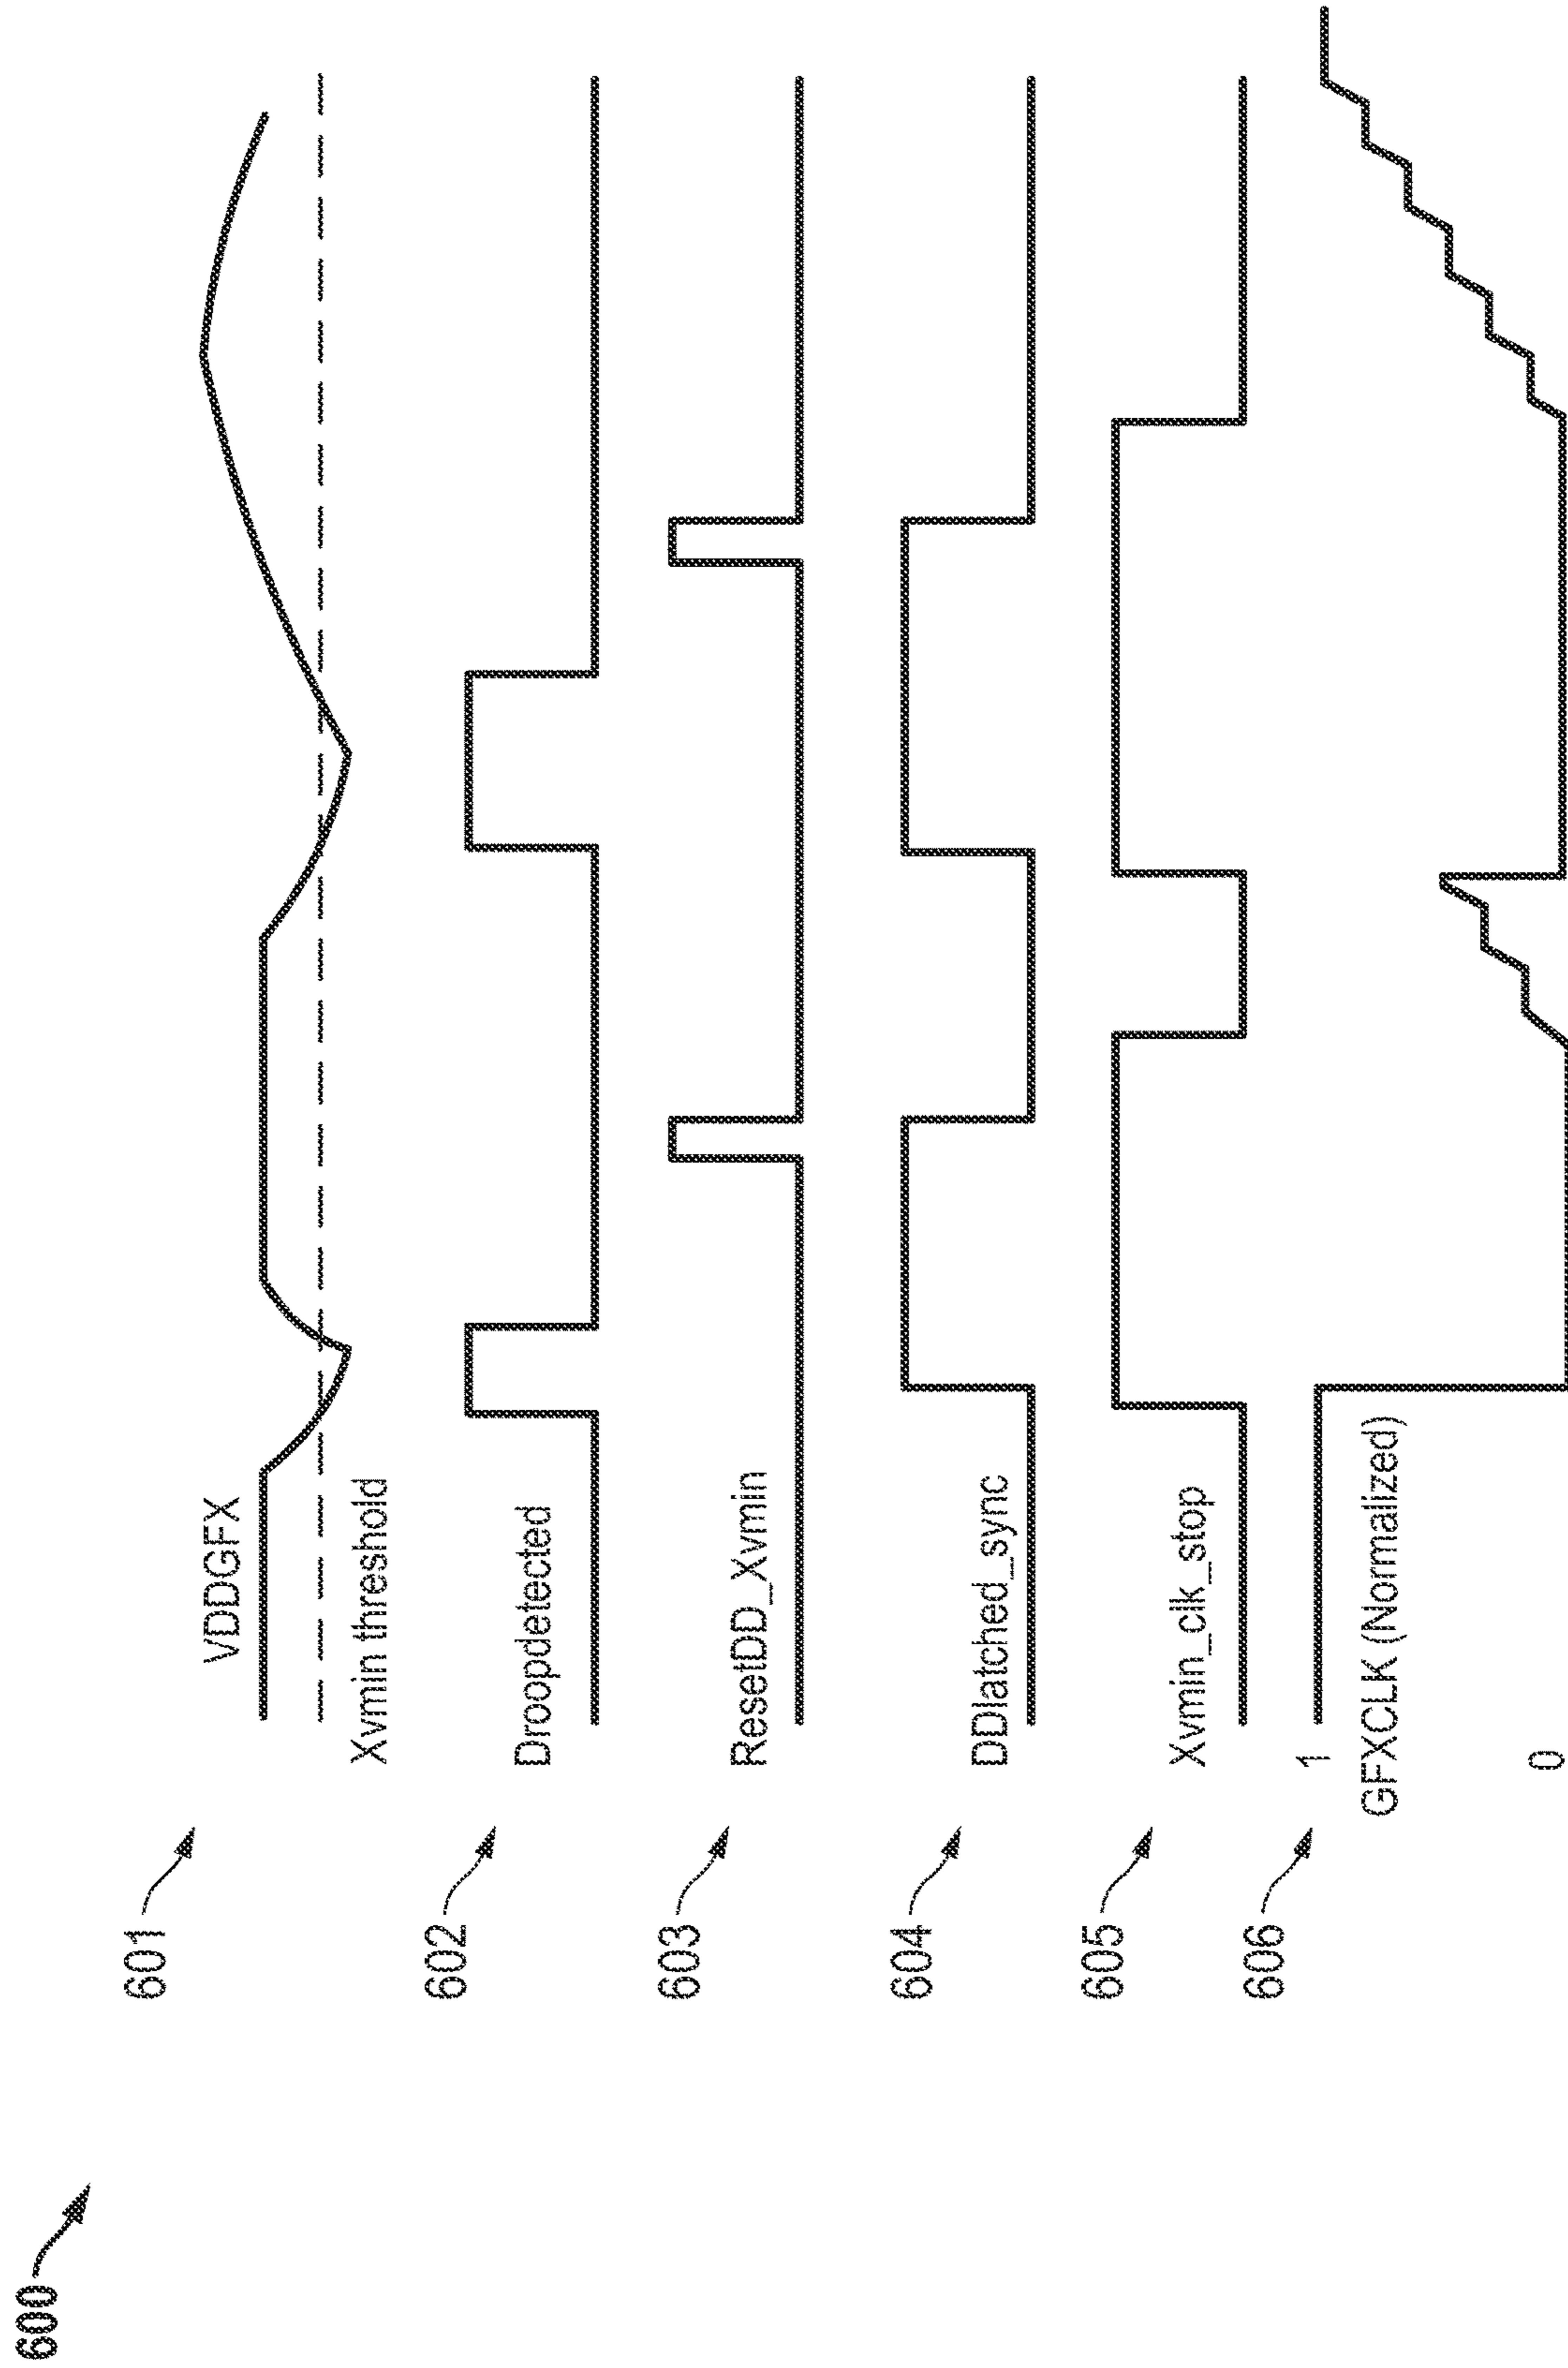 600
601
VDDGFX
Xvmin threshold
602
Droopdetected
603
ResetDD_Xvmin
604
DDlatched_sync
605
Xvmin_clk_stop
606
1
GFXCLK (Normalized)
0